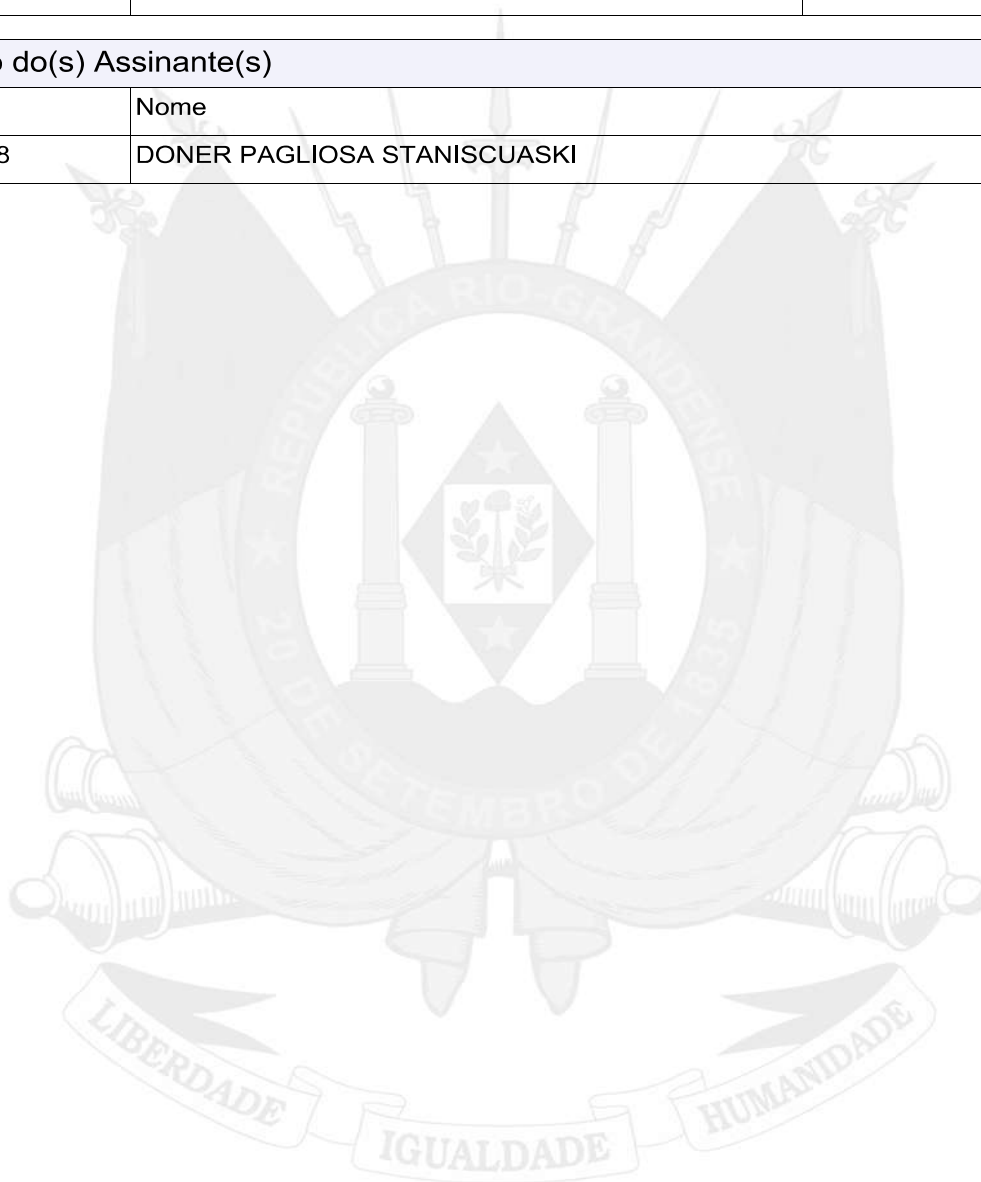 o do(s) Assinante(s)
Nome
8 DONER PAGLIOSA STANISCUASKI
REPUBLICA RIO-GRANDENSE
★ 20 DE SETEMBRO DE 1835 ★
LIBERDADE IGUALDADE HUMANIDADE